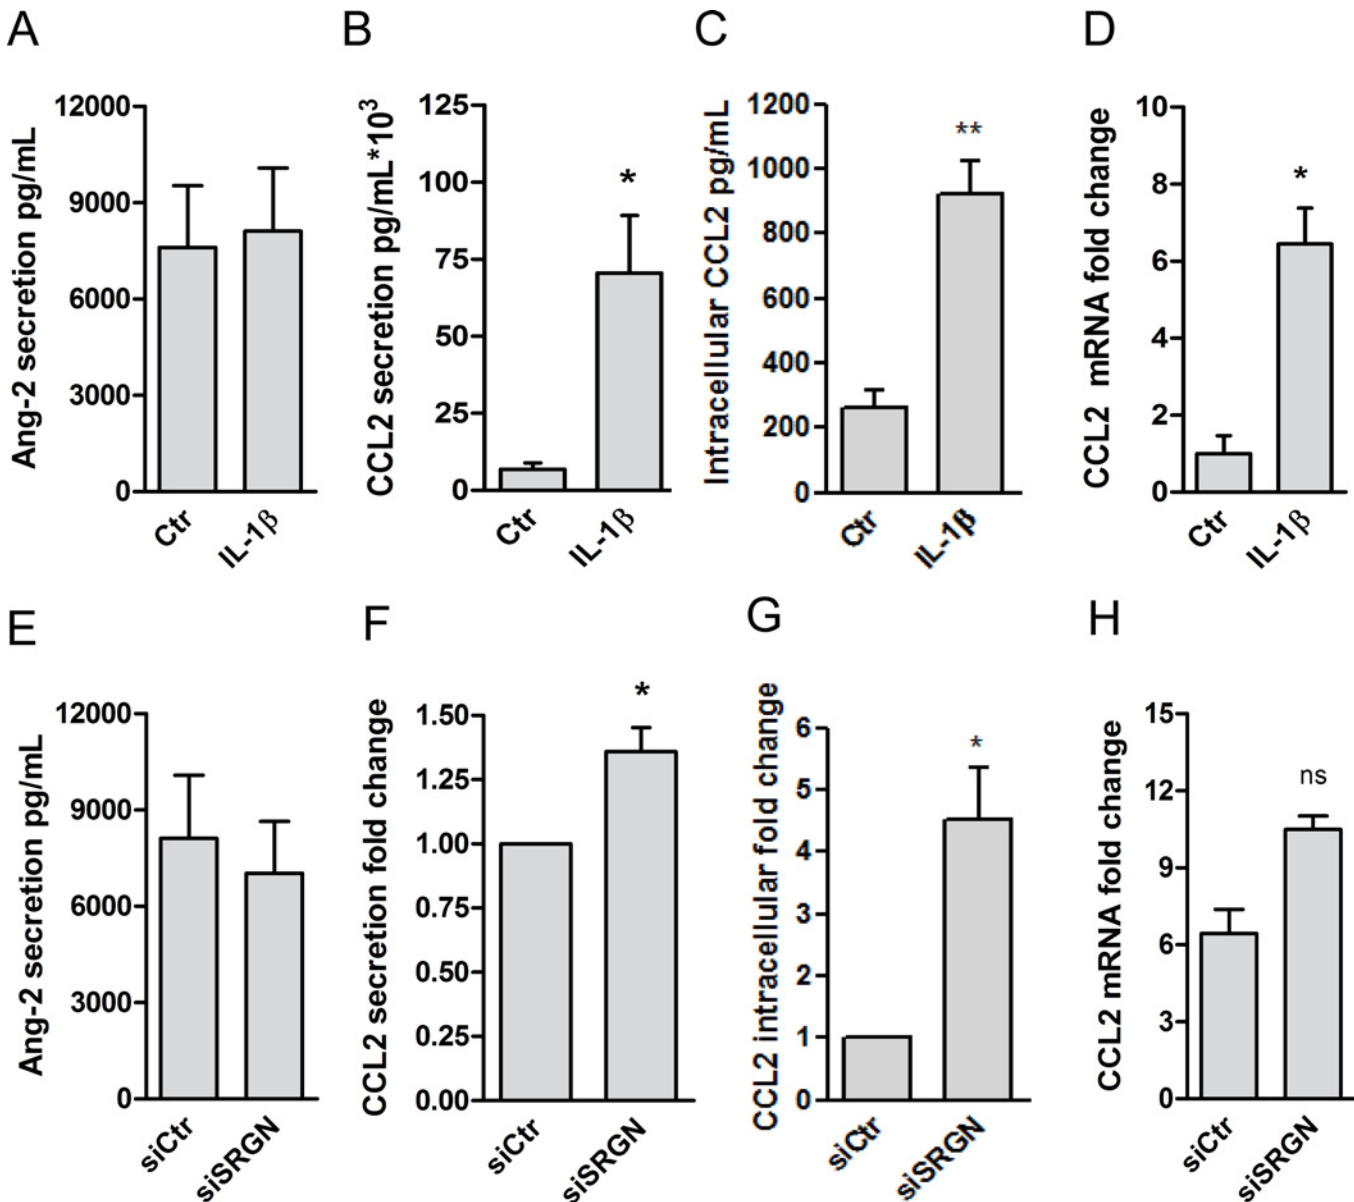 A
B
C
D
Ang-2 secretion pg/mL
12000
9000
6000
3000
0
Ctr
IL-1β
CCL2 secretion pg/mL*10³
125
100
75
50
25
0
*
Ctr
IL-1β
Intracellular CCL2 pg/mL
1200
1000
800
600
400
200
0
**
Ctr
IL-1β
CCL2 mRNA fold change
10
8
6
4
2
0
*
Ctr
IL-1β
E
F
G
H
Ang-2 secretion pg/mL
12000
9000
6000
3000
0
siCtr
siSRGN
CCL2 secretion fold change
1.50
1.25
1.00
0.75
0.50
0.25
0.00
*
siCtr
siSRGN
CCL2 intracellular fold change
6
5
4
3
2
1
0
*
siCtr
siSRGN
CCL2 mRNA fold change
15
12
9
6
3
0
ns
siCtr
siSRGN